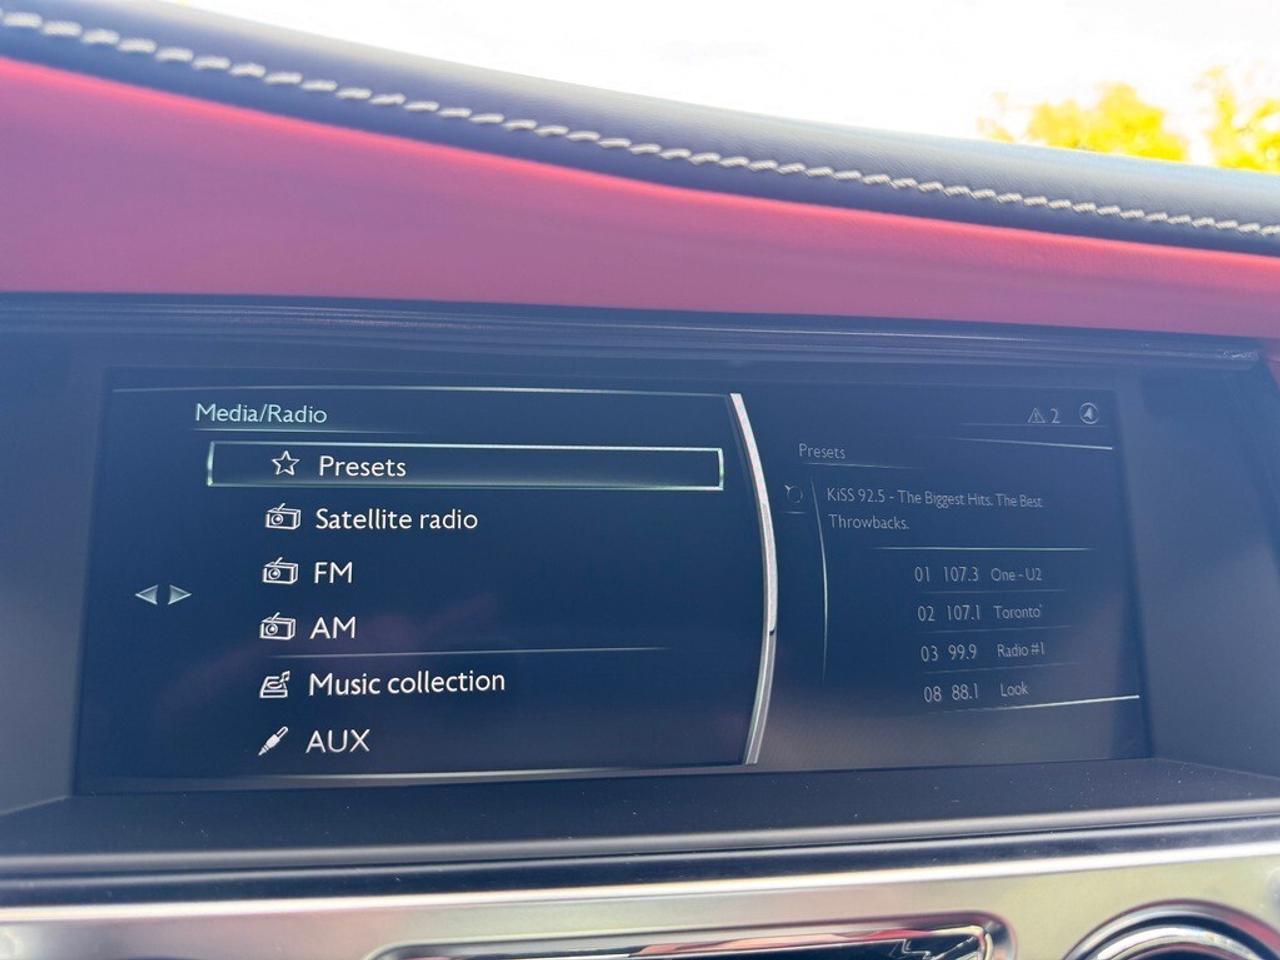 Media/Radio
Presets
Satellite radio
FM
AM
Music collection
AUX
2
Presets
KiSS 92.5 - The Biggest Hits. The Best
Throwbacks.
01 107.3 One - U2
02 107.1 Toronto'
03 99.9 Radio #1
08 88.1 Look